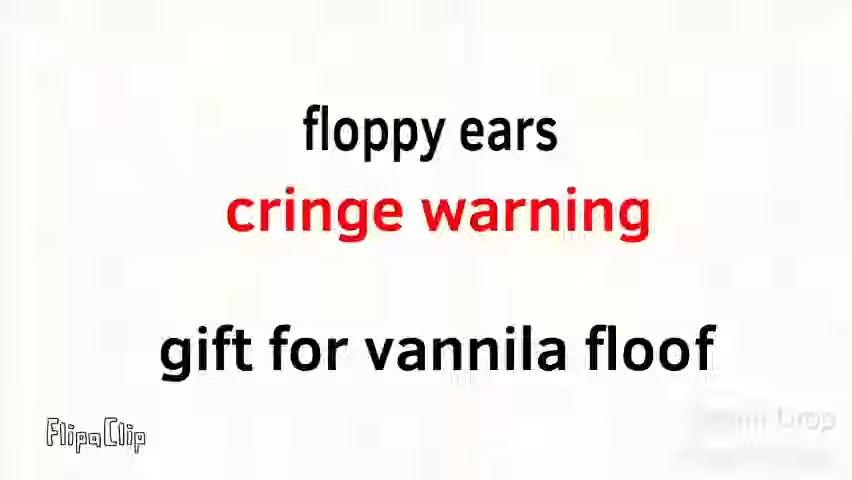 floppy ears
cringe warning
gift for vannila floof
FlipaClip